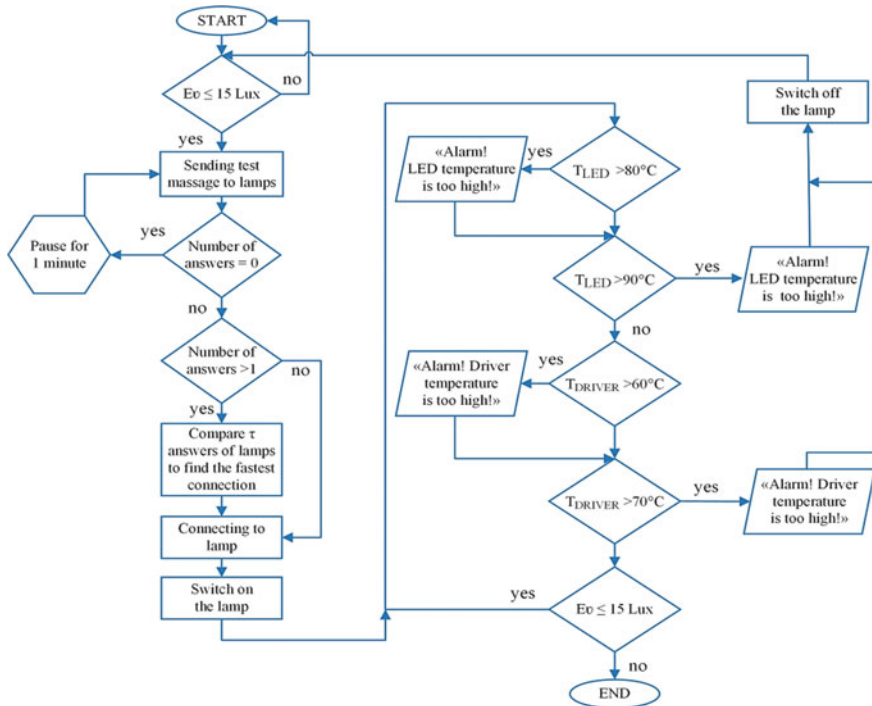 START
Eυ ≤ 15 Lux
no
yes
Sending test
massage to lamps
Pause for
1 minute
yes
Number of
answers = 0
no
Number of
answers >1
no
yes
Compare τ
answers of lamps
to find the fastest
connection
Connecting to
lamp
Switch on
the lamp
«Alarm!
LED temperature
is too high!»
yes
TLED >80°C
TLED >90°C
yes
«Alarm!
LED temperature
is too high!»
Switch off
the lamp
no
«Alarm! Driver
temperature
is too high!»
yes
TDRIVER >60°C
TDRIVER >70°C
yes
«Alarm! Driver
temperature
is too high!»
yes
Eυ ≤ 15 Lux
no
END